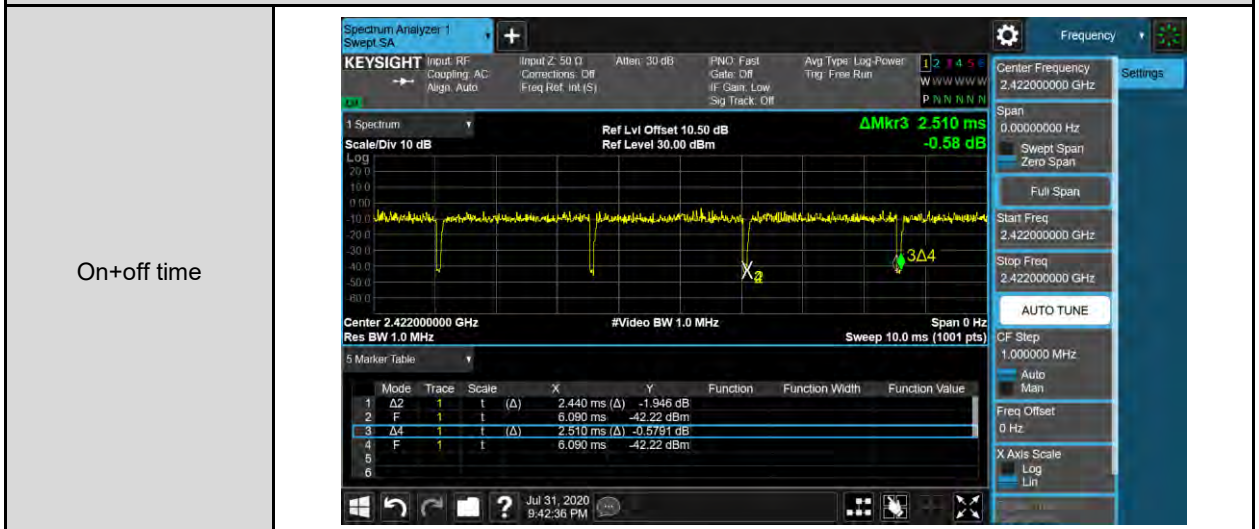 On+off time
Spectrum Analyzer 1
Swept SA
Frequency
KEYSIGHT
Input: RF
Coupling: AC
Align: Auto
Input Z: 50 Ω
Corrections: Off
Freq Ref: Int (S)
Atten: 30 dB
PNO: Fast
Gate: Off
IF Gain: Low
Sig Track: Off
Avg Type: Log-Power
Trig: Free Run
1 2 3 4 5 6
W W W W W W
P N N N N N
1 Spectrum
Scale/Div 10 dB
Ref Lvl Offset 10.50 dB
Ref Level 30.00 dBm
ΔMkr3 2.510 ms
-0.58 dB
Log
20.0
10.0
0.00
-10.0
-20.0
-30.0
-40.0
-50.0
-60.0
3Δ4
Center 2.422000000 GHz
Res BW 1.0 MHz
#Video BW 1.0 MHz
Span 0 Hz
Sweep 10.0 ms (1001 pts)
5 Marker Table
Mode Trace Scale X Y Function Function Width Function Value
1 Δ2 1 t (Δ) 2.440 ms (Δ) -1.946 dB
2 F 1 t 6.090 ms -42.22 dBm
3 Δ4 1 t (Δ) 2.510 ms (Δ) -0.5791 dB
4 F 1 t 6.090 ms -42.22 dBm
5
6
Jul 31, 2020
9:42:36 PM
Settings
Center Frequency
2.422000000 GHz
Span
0.00000000 Hz
Swept Span
Zero Span
Full Span
Start Freq
2.422000000 GHz
Stop Freq
2.422000000 GHz
AUTO TUNE
CF Step
1.000000 MHz
Auto
Man
Freq Offset
0 Hz
X Axis Scale
Log
Lin